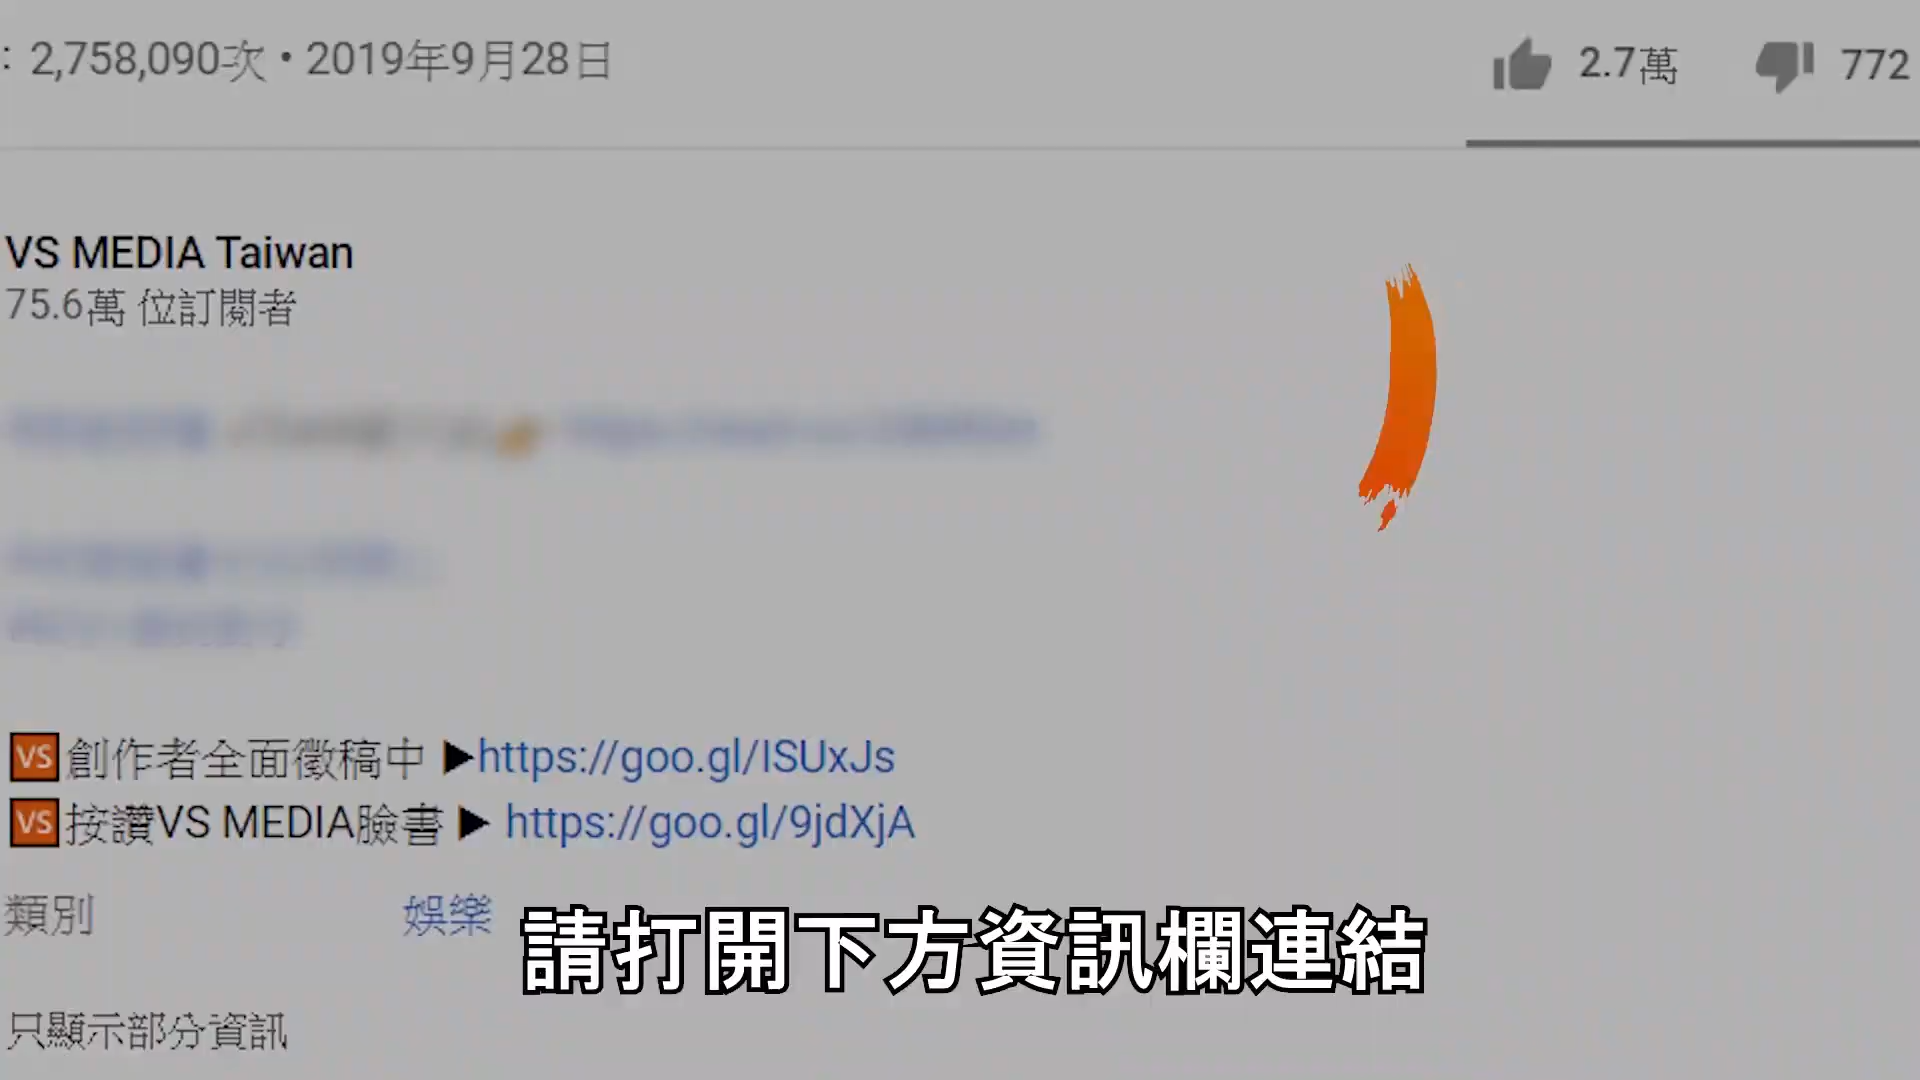 : 2,758,090次 • 2019年9月28日
2.7萬 772
VS MEDIA Taiwan
75.6萬 位訂閱者
VS 創作者全面徵稿中 ▶https://goo.gl/ISUxJs
VS 按讚VS MEDIA臉書 ▶ https://goo.gl/9jdXjA
類別 娛樂
請打開下方資訊欄連結
只顯示部分資訊